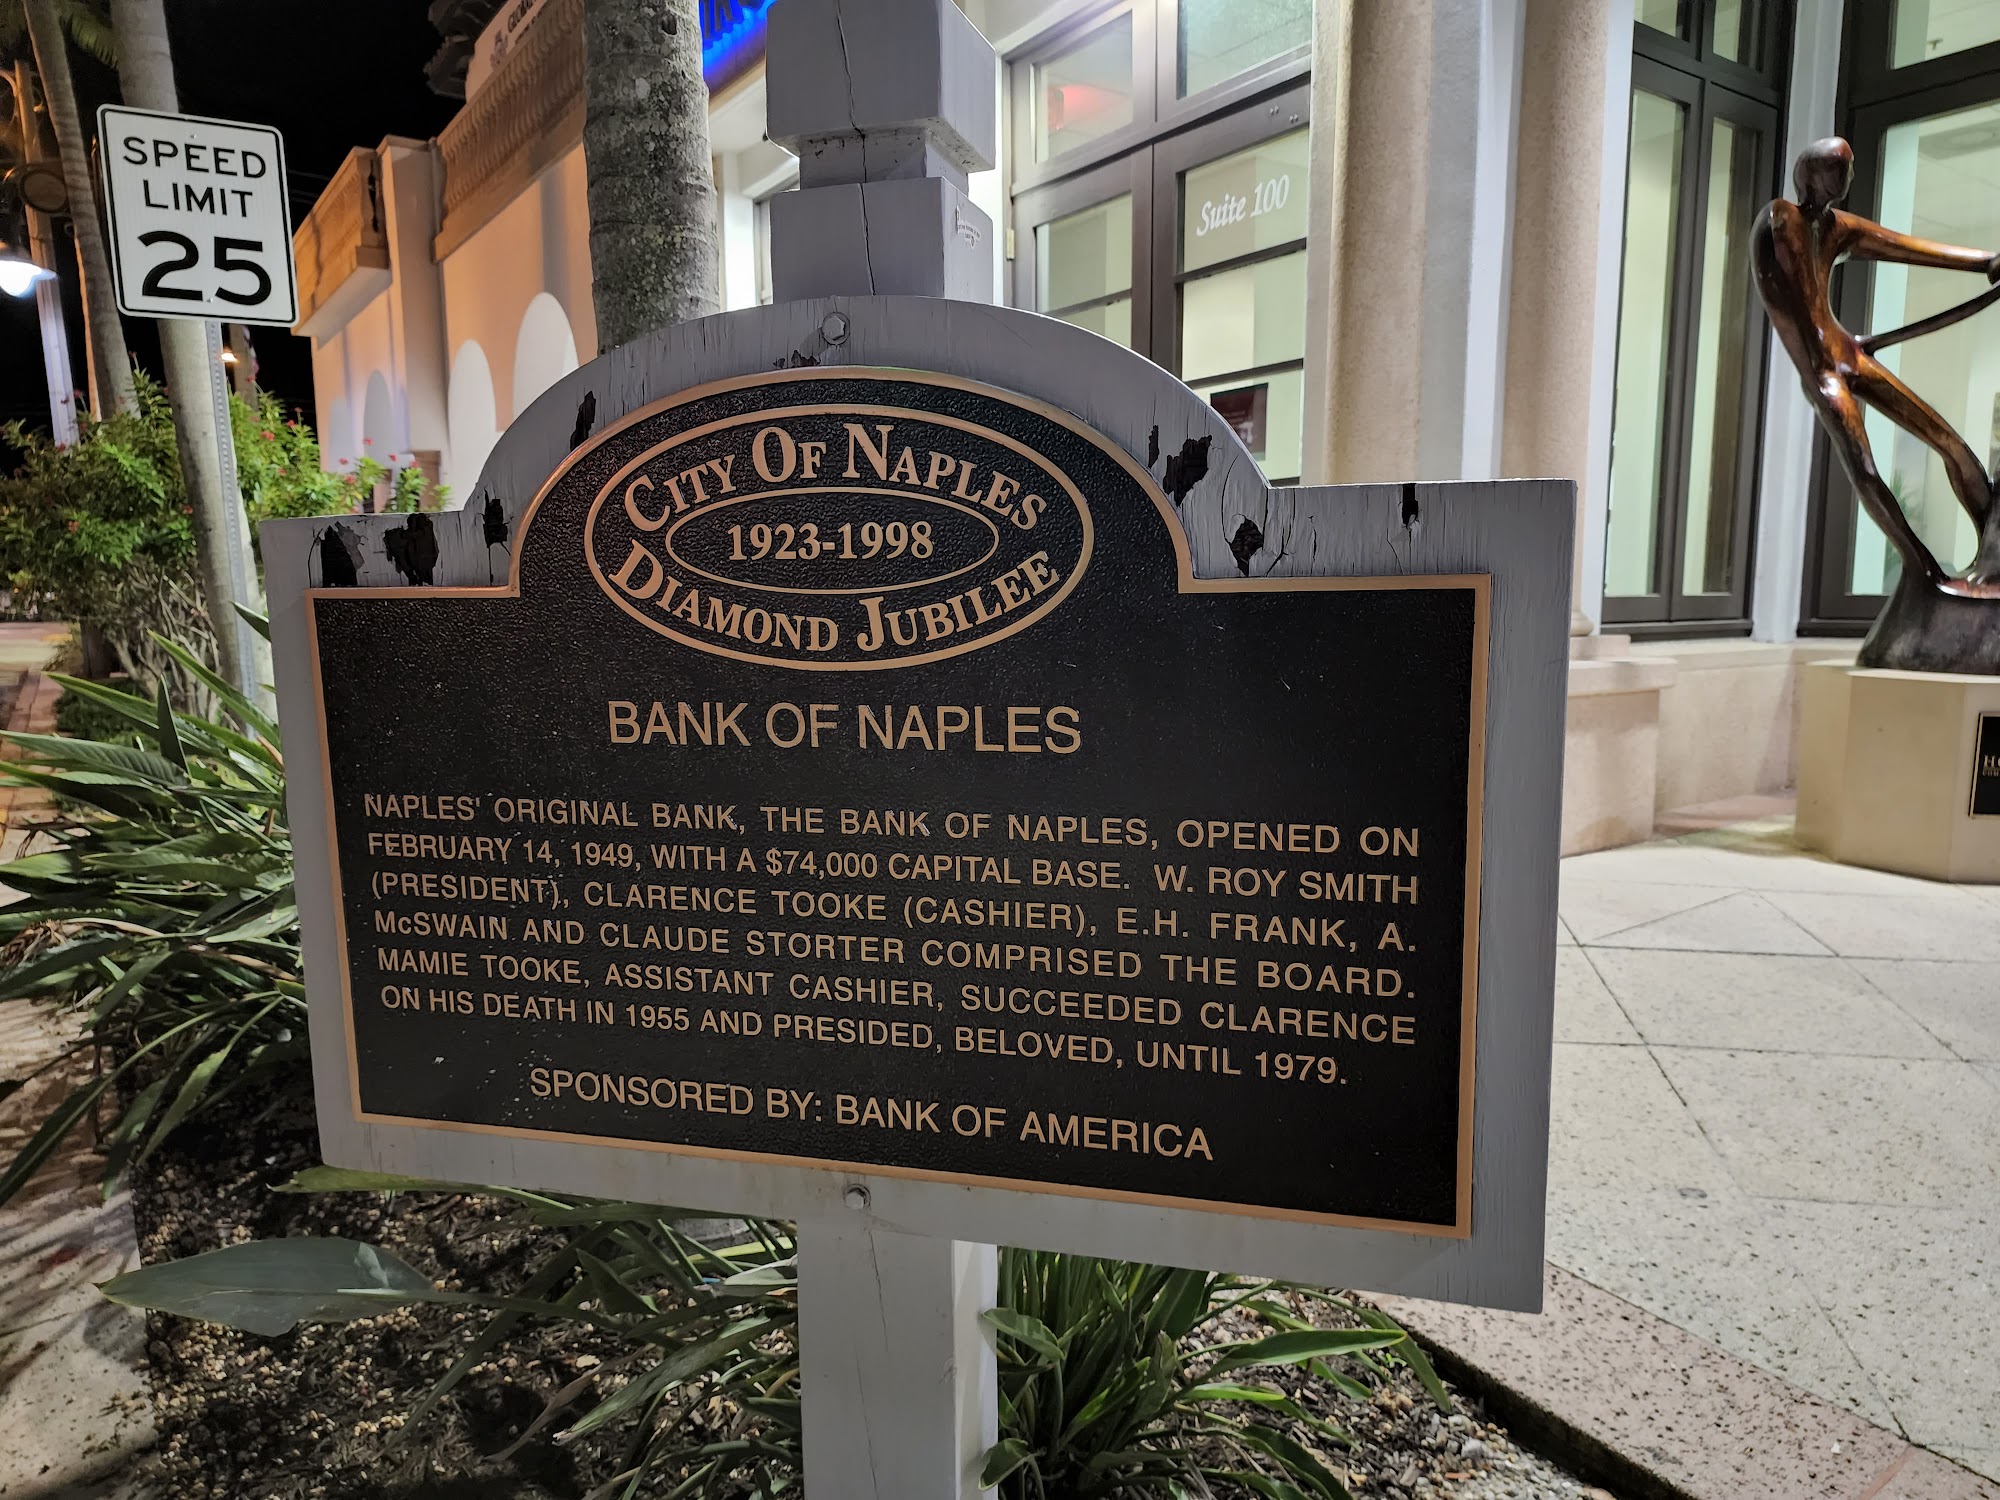 SPEED
LIMIT
25
Suite 100
CITY OF NAPLES
1923-1998
DIAMOND JUBILEE
BANK OF NAPLES
NAPLES' ORIGINAL BANK, THE BANK OF NAPLES, OPENED ON
FEBRUARY 14, 1949, WITH A $74,000 CAPITAL BASE. W. ROY SMITH
(PRESIDENT), CLARENCE TOOKE (CASHIER), E.H. FRANK, A.
McSWAIN AND CLAUDE STORTER COMPRISED THE BOARD.
MAMIE TOOKE, ASSISTANT CASHIER, SUCCEEDED CLARENCE
ON HIS DEATH IN 1955 AND PRESIDED, BELOVED, UNTIL 1979.
SPONSORED BY: BANK OF AMERICA